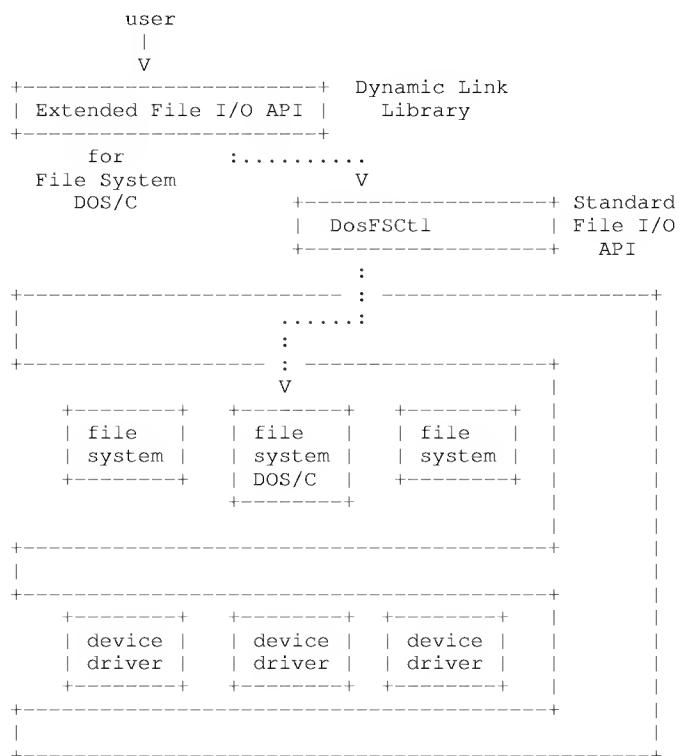 user
V
Extended File I/O API
Dynamic Link
Library
for
File System
DOS/C
V
DosFSCtl
Standard
File I/O
API
V
file
system
file
system
DOS/C
file
system
device
driver
device
driver
device
driver